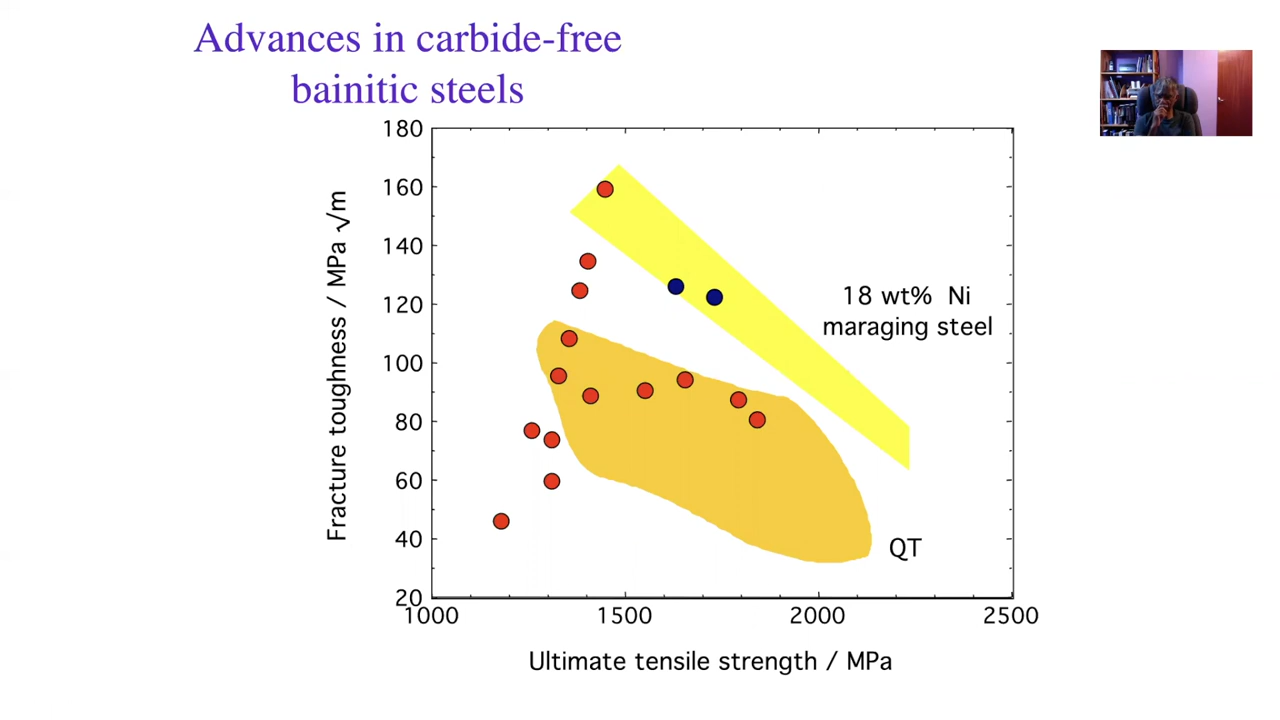 Advances in carbide-free
bainitic steels
180
160
140
120
100
80
60
40
20
Fracture toughness / MPa √m
18 wt% Ni
maraging steel
QT
1000 1500 2000 2500
Ultimate tensile strength / MPa